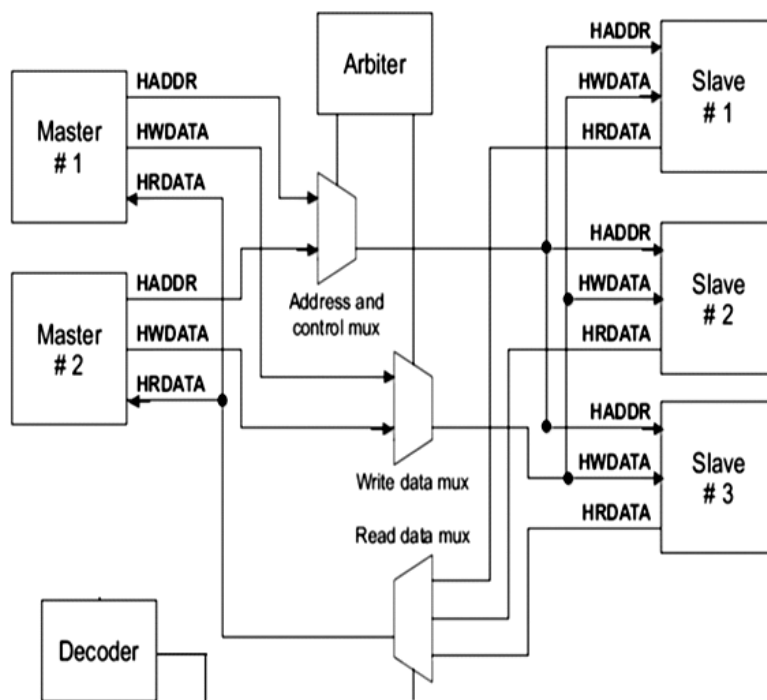 HADDR
Arbiter
HADDR
Slave
# 1
Master
# 1
HWDATA
HWDATA
HRDATA
HRDATA
HADDR
Slave
# 2
Master
# 2
HADDR
Address and
control mux
HWDATA
HWDATA
HRDATA
HRDATA
HADDR
Slave
# 3
HWDATA
Write data mux
Read data mux
HRDATA
Decoder